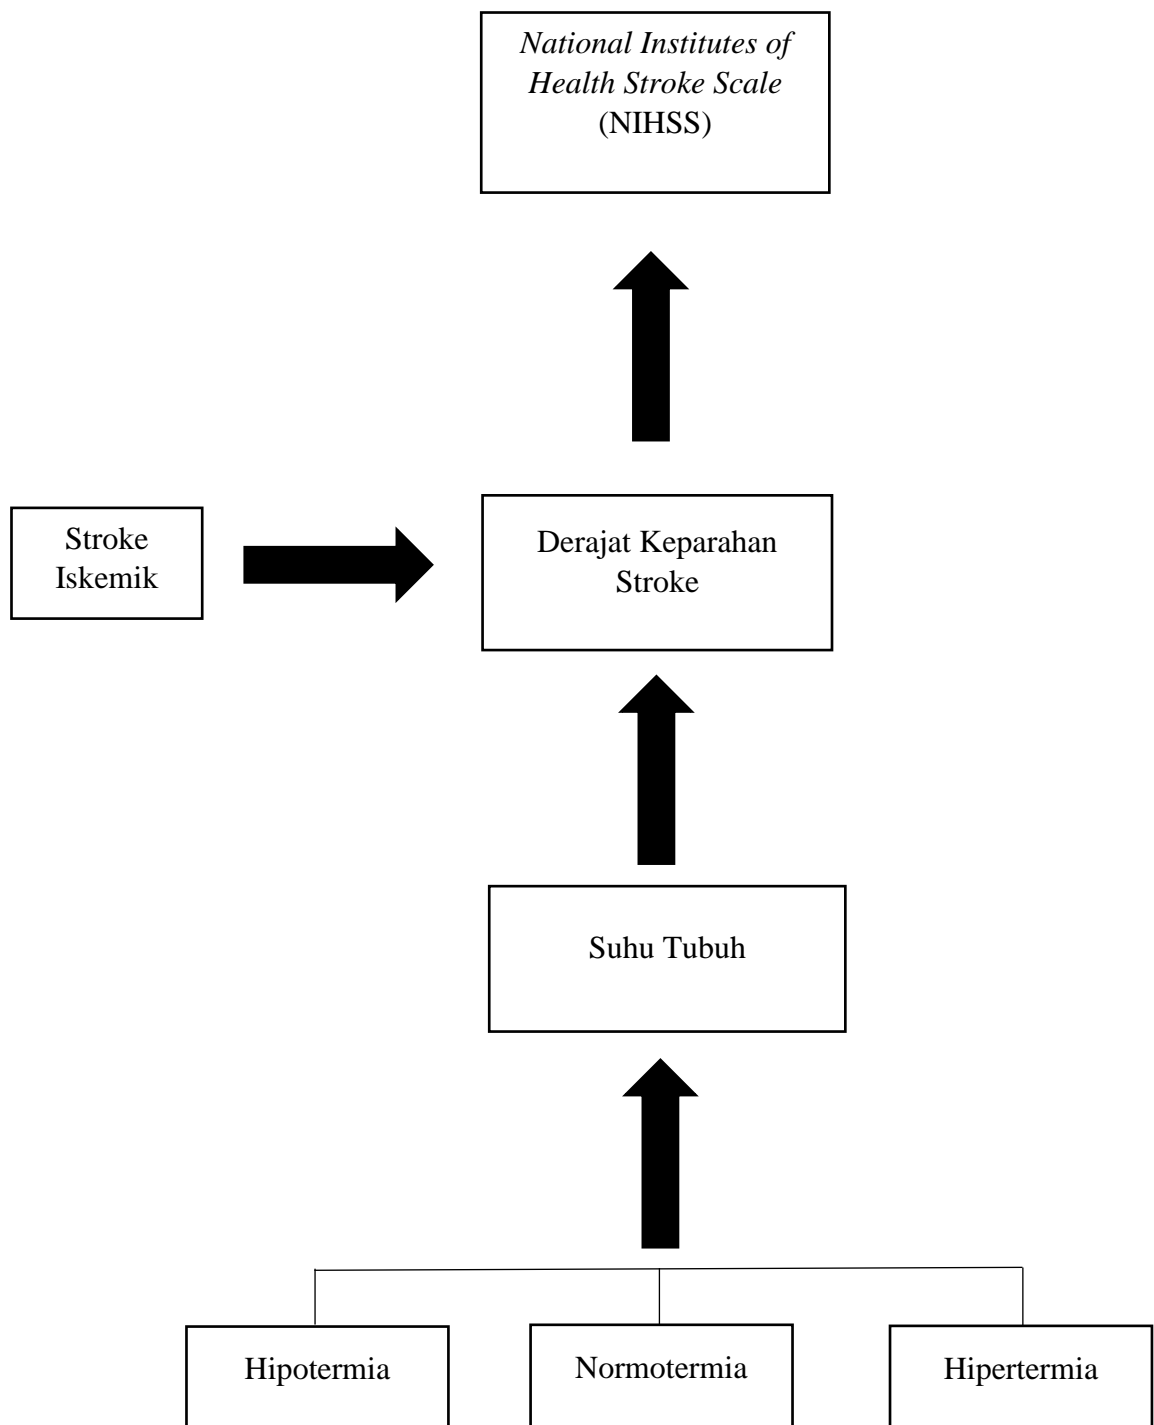 National Institutes of
Health Stroke Scale
(NIHSS)
Stroke
Iskemik
Derajat Keparahan
Stroke
Suhu Tubuh
Hipotermia
Normotermia
Hipertermia